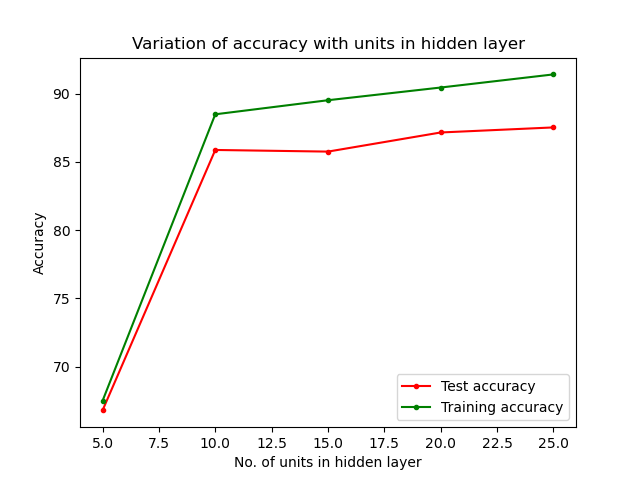 Variation of accuracy with units in hidden layer
Accuracy
90
85
80
75
70
5.0 7.5 10.0 12.5 15.0 17.5 20.0 22.5 25.0
No. of units in hidden layer
Test accuracy
Training accuracy